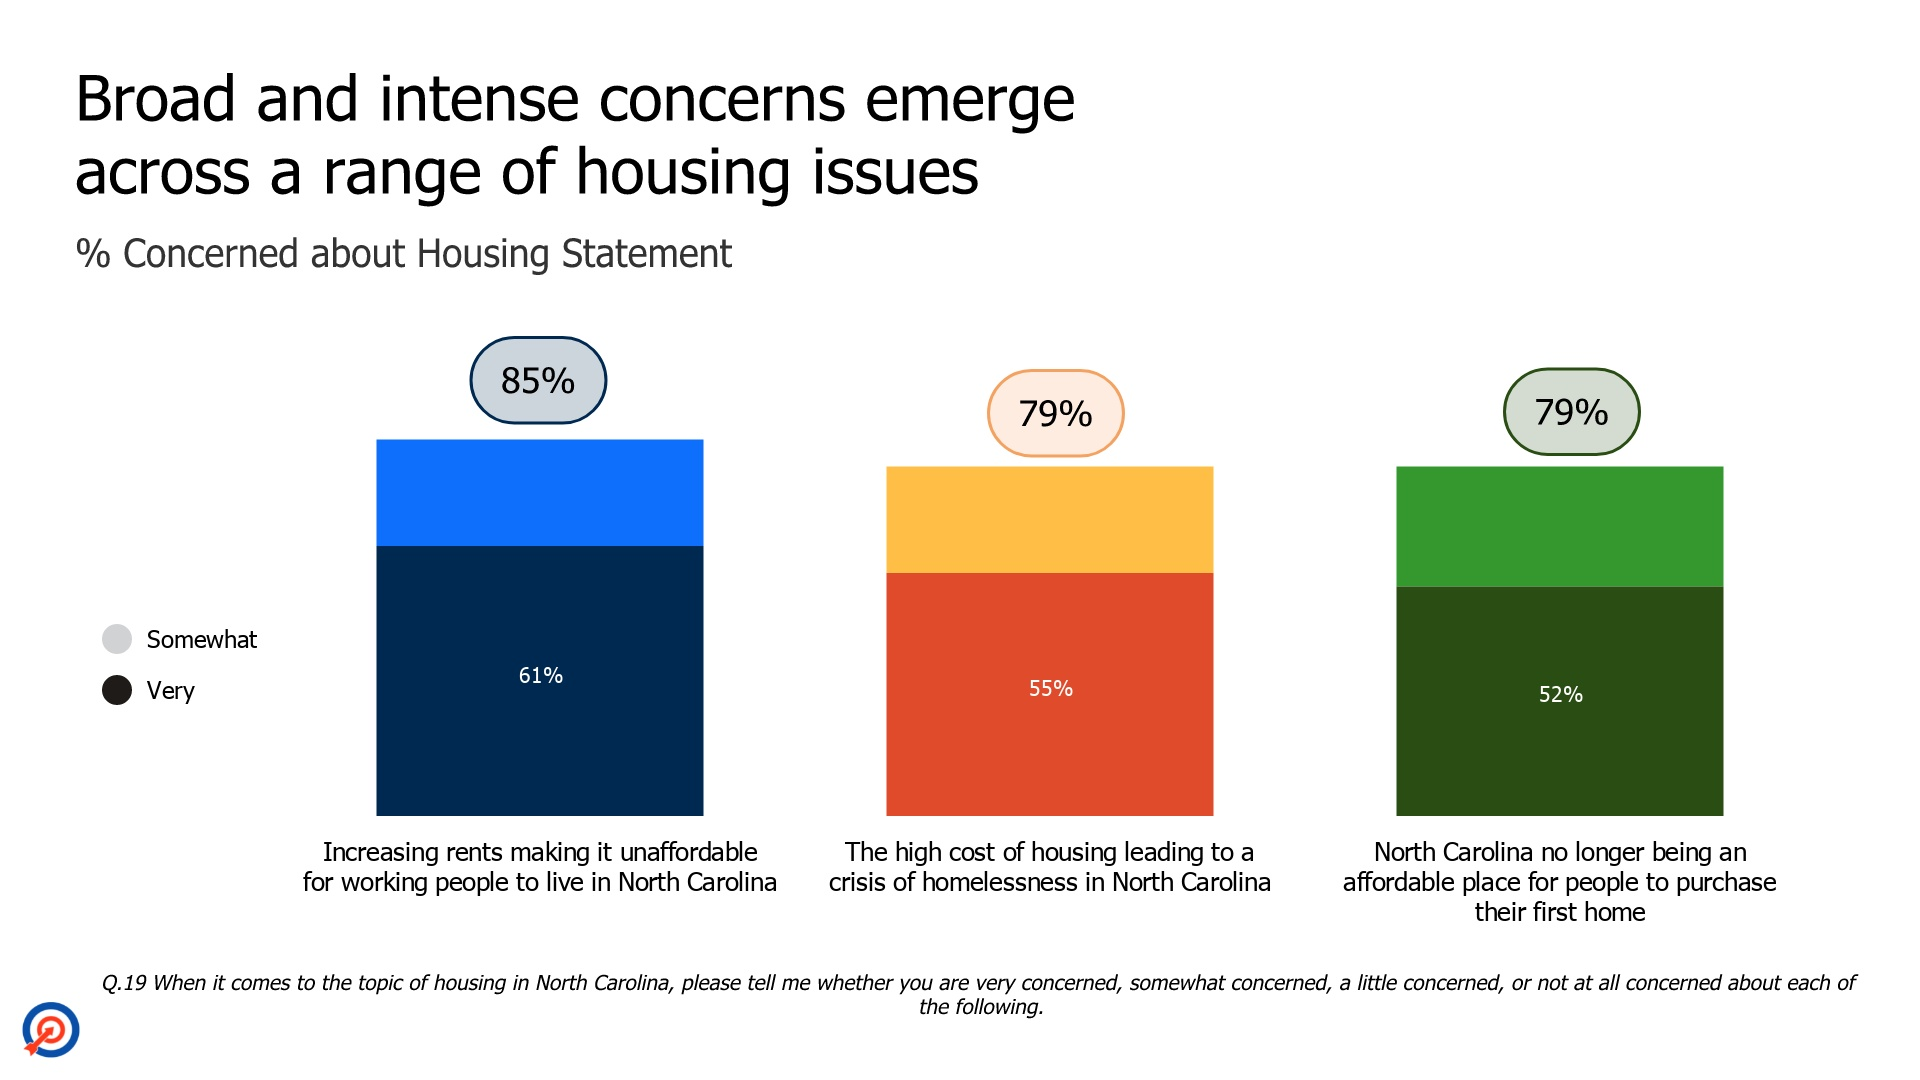 Broad and intense concerns emerge
across a range of housing issues
% Concerned about Housing Statement
85%
79%
79%
Somewhat
Very
61%
55%
52%
Increasing rents making it unaffordable
for working people to live in North Carolina
The high cost of housing leading to a
crisis of homelessness in North Carolina
North Carolina no longer being an
affordable place for people to purchase
their first home
Q.19 When it comes to the topic of housing in North Carolina, please tell me whether you are very concerned, somewhat concerned, a little concerned, or not at all concerned about each of
the following.